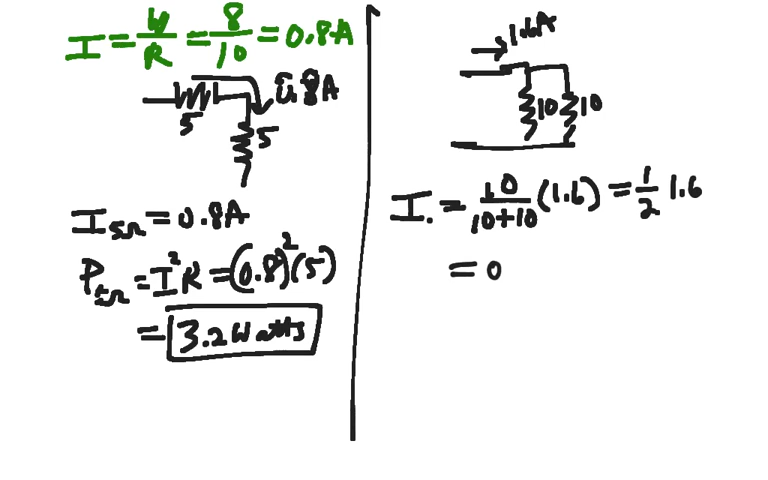 I = W/R = 8/10 = 0.8A
0.8A
5
5
I5Ω = 0.8A
P5Ω = I²R = (0.8)²(5)
= 3.2 Watts
1.6A
10 10
I. = 10/(10+10) (1.6) = 1/2 1.6
= 0